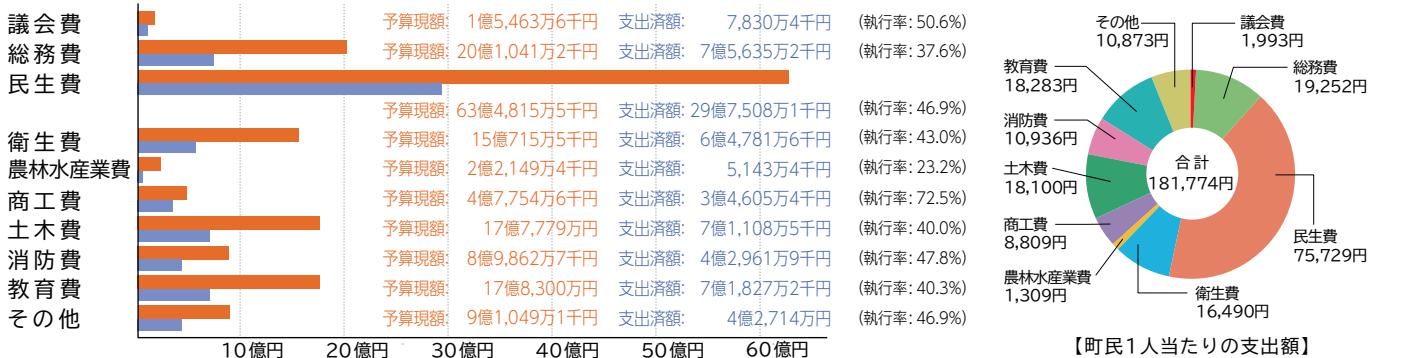 議会費 予算現額: 1億5,463万6千円 支出済額: 7,830万4千円 (執行率: 50.6%)
総務費 予算現額: 20億1,041万2千円 支出済額: 7億5,635万2千円 (執行率: 37.6%)
民生費
予算現額: 63億4,815万5千円 支出済額: 29億7,508万1千円 (執行率: 46.9%)
衛生費 予算現額: 15億715万5千円 支出済額: 6億4,781万6千円 (執行率: 43.0%)
農林水産業費 予算現額: 2億2,149万4千円 支出済額: 5,143万4千円 (執行率: 23.2%)
商工費 予算現額: 4億7,754万6千円 支出済額: 3億4,605万4千円 (執行率: 72.5%)
土木費 予算現額: 17億7,779万円 支出済額: 7億1,108万5千円 (執行率: 40.0%)
消防費 予算現額: 8億9,862万7千円 支出済額: 4億2,961万9千円 (執行率: 47.8%)
教育費 予算現額: 17億8,300万円 支出済額: 7億1,827万2千円 (執行率: 40.3%)
その他 予算現額: 9億1,049万1千円 支出済額: 4億2,714万円 (執行率: 46.9%)
10億円 20億円 30億円 40億円 50億円 60億円
議会費
1,993円
総務費
19,252円
民生費
75,729円
衛生費
16,490円
農林水産業費
1,309円
商工費
8,809円
土木費
18,100円
消防費
10,936円
教育費
18,283円
その他
10,873円
合計
181,774円
【町民1人当たりの支出額】